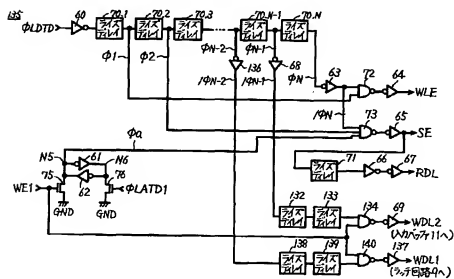 135
φLDTD
60
70.1
ライズディレイ
70.2
ライズディレイ
70.3
ライズディレイ
70.N-1
ライズディレイ
70.N
ライズディレイ
φ1
φ2
φN-2
φN-1
136
68
/φN-2
/φN-1
φN
63
72
64
WLE
/φN
73
65
SE
φa
N5
61
N6
62
75
76
WE1
φLATD1
GND
GND
71
ライズディレイ
66
67
RDL
132
133
ライズディレイ
ライズディレイ
134
69
WDL2
(入力バッファ11へ)
138
139
ライズディレイ
ライズディレイ
140
137
WDL1
(ラッチ回路9へ)